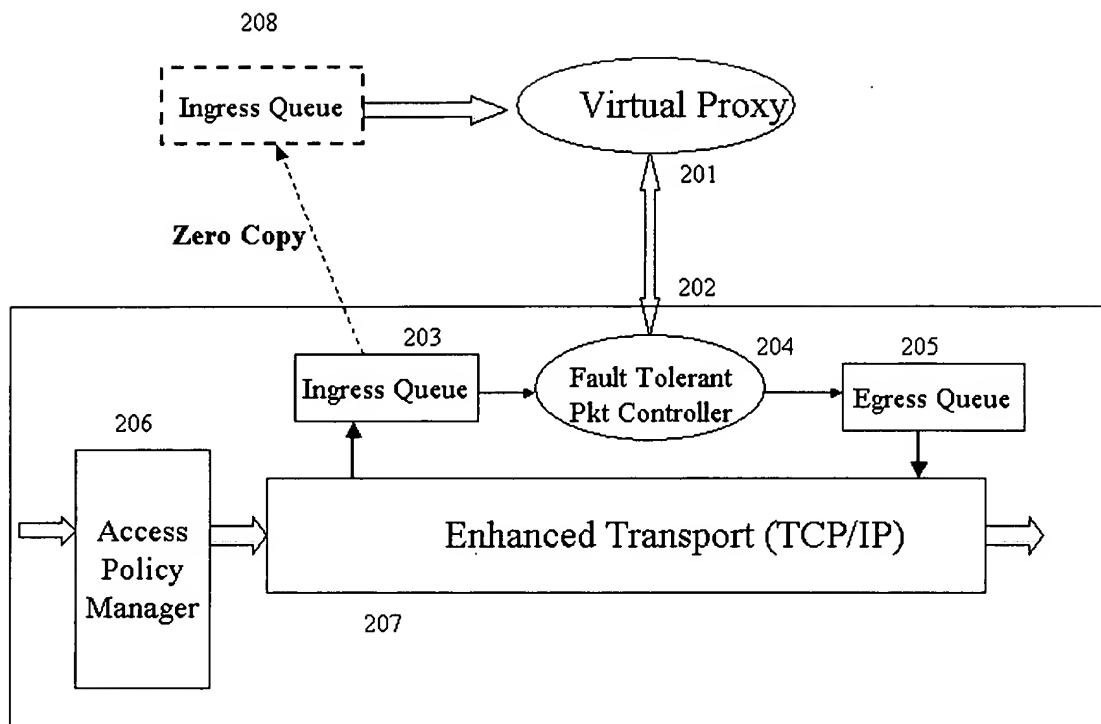 208
Ingress Queue
Virtual Proxy
201
Zero Copy
202
203
204
205
Ingress Queue
Fault Tolerant
Pkt Controller
Egress Queue
206
Access
Policy
Manager
Enhanced Transport (TCP/IP)
207